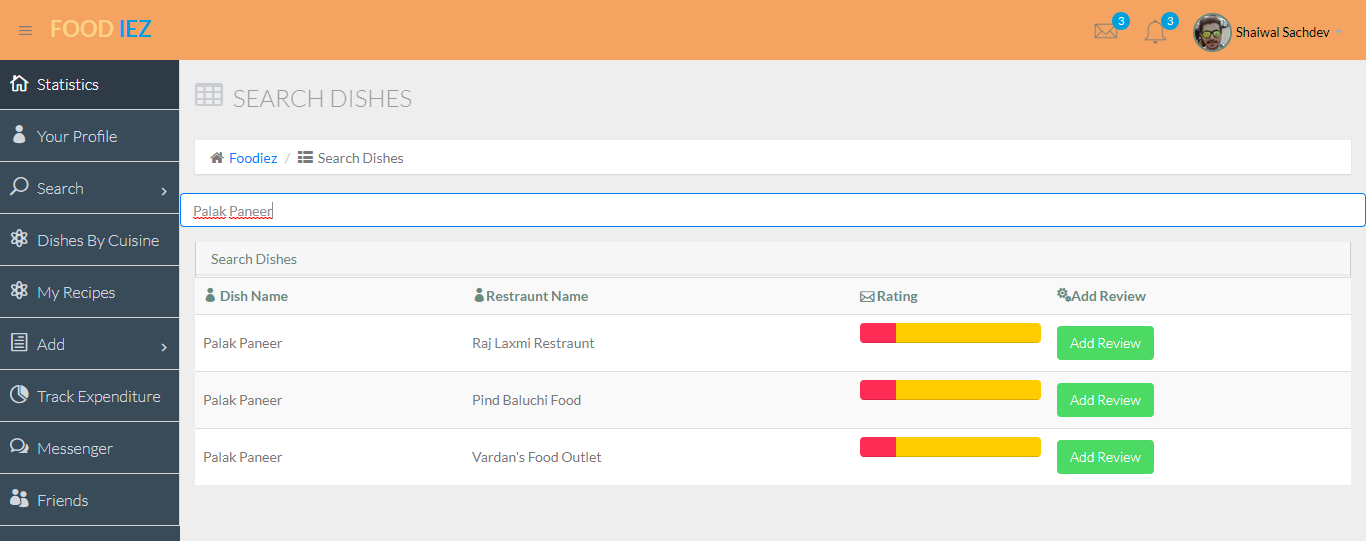 FOOD IEZ
3
3
Shaiwal Sachdev
Statistics
Your Profile
Search
Dishes By Cuisine
My Recipes
Add
Track Expenditure
Messenger
Friends
SEARCH DISHES
Foodiez / Search Dishes
Palak Paneer
Search Dishes
Dish Name Restraunt Name Rating Add Review
Palak Paneer Raj Laxmi Restraunt Add Review
Palak Paneer Pind Baluchi Food Add Review
Palak Paneer Vardan's Food Outlet Add Review